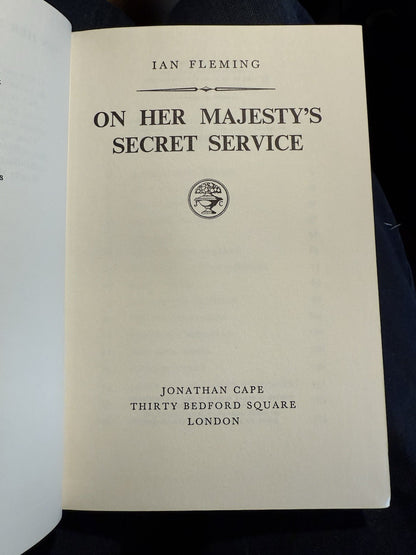 IAN FLEMING
ON HER MAJESTY'S
SECRET SERVICE
J C
JONATHAN CAPE
THIRTY BEDFORD SQUARE
LONDON